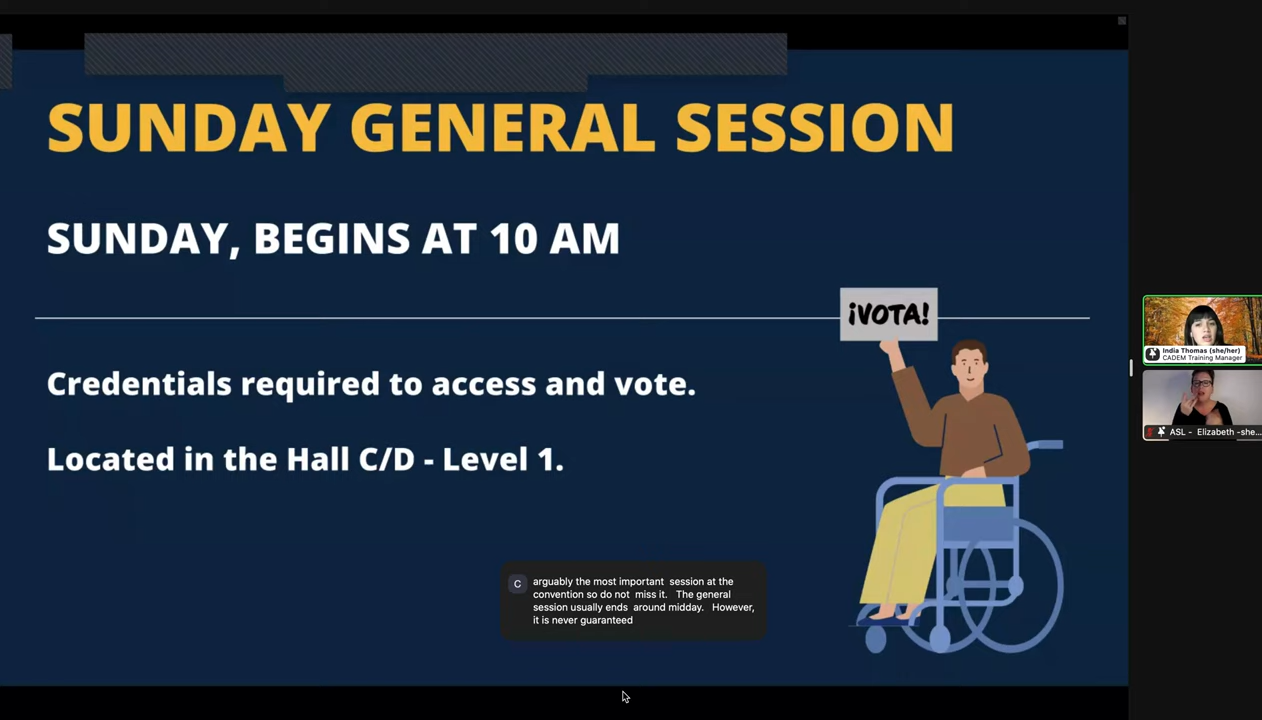 SUNDAY GENERAL SESSION
SUNDAY, BEGINS AT 10 AM
¡VOTA!
Credentials required to access and vote.
Located in the Hall C/D - Level 1.
India Thomas (she/her)
CADEM Training Manager
ASL - Elizabeth -she...
C
arguably the most important session at the
convention so do not miss it. The general
session usually ends around midday. However,
it is never guaranteed